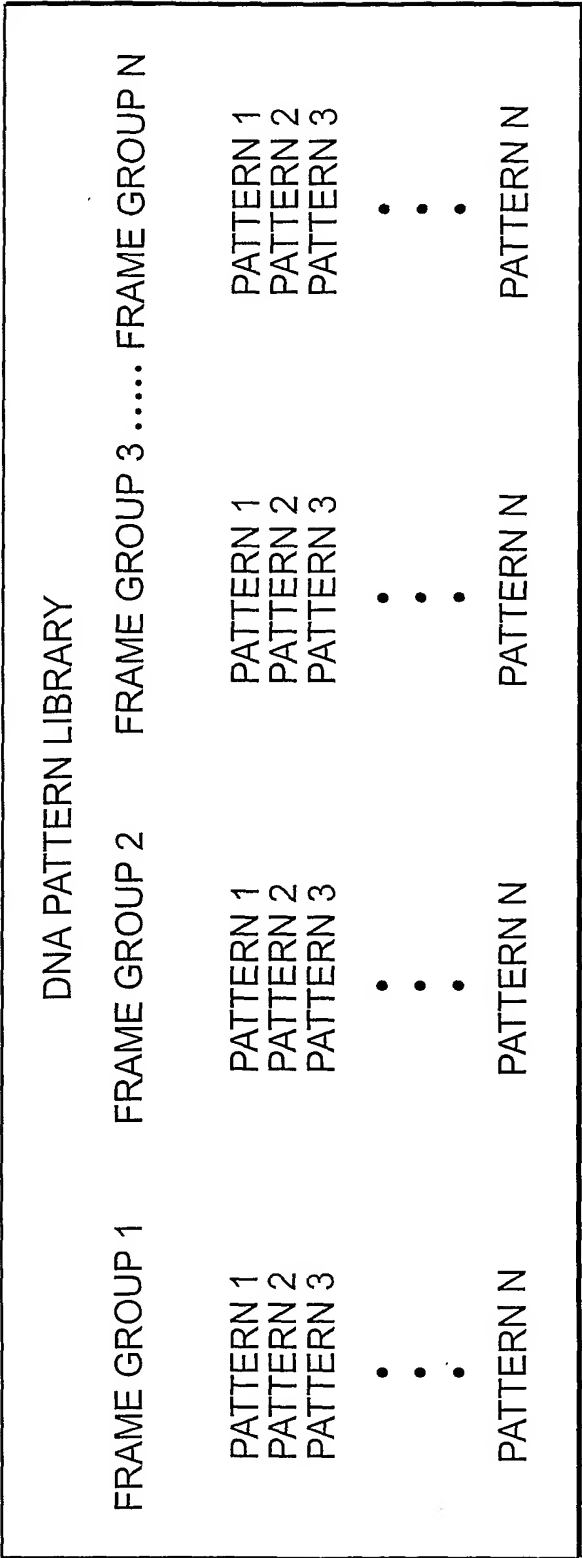 DNA PATTERN LIBRARY
FRAME GROUP 1 FRAME GROUP 2 FRAME GROUP 3 ..... FRAME GROUP N
PATTERN 1 PATTERN 1 PATTERN 1 PATTERN 1
PATTERN 2 PATTERN 2 PATTERN 2 PATTERN 2
PATTERN 3 PATTERN 3 PATTERN 3 PATTERN 3
• • • •
• • • •
• • • •
PATTERN N PATTERN N PATTERN N PATTERN N